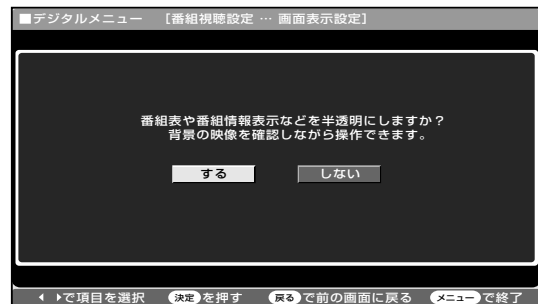 ■デジタルメニュー [番組視聴設定 … 画面表示設定]
番組表や番組情報表示などを半透明にしますか?
背景の映像を確認しながら操作できます。
する しない
で項目を選択 決定を押す 戻るで前の画面に戻る メニューで終了